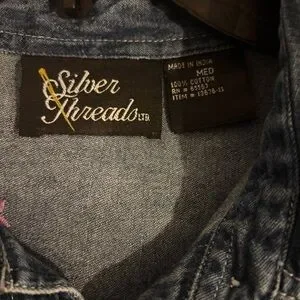 Silver
Threads LTD.
MADE IN INDIA
MED
100% COTTON